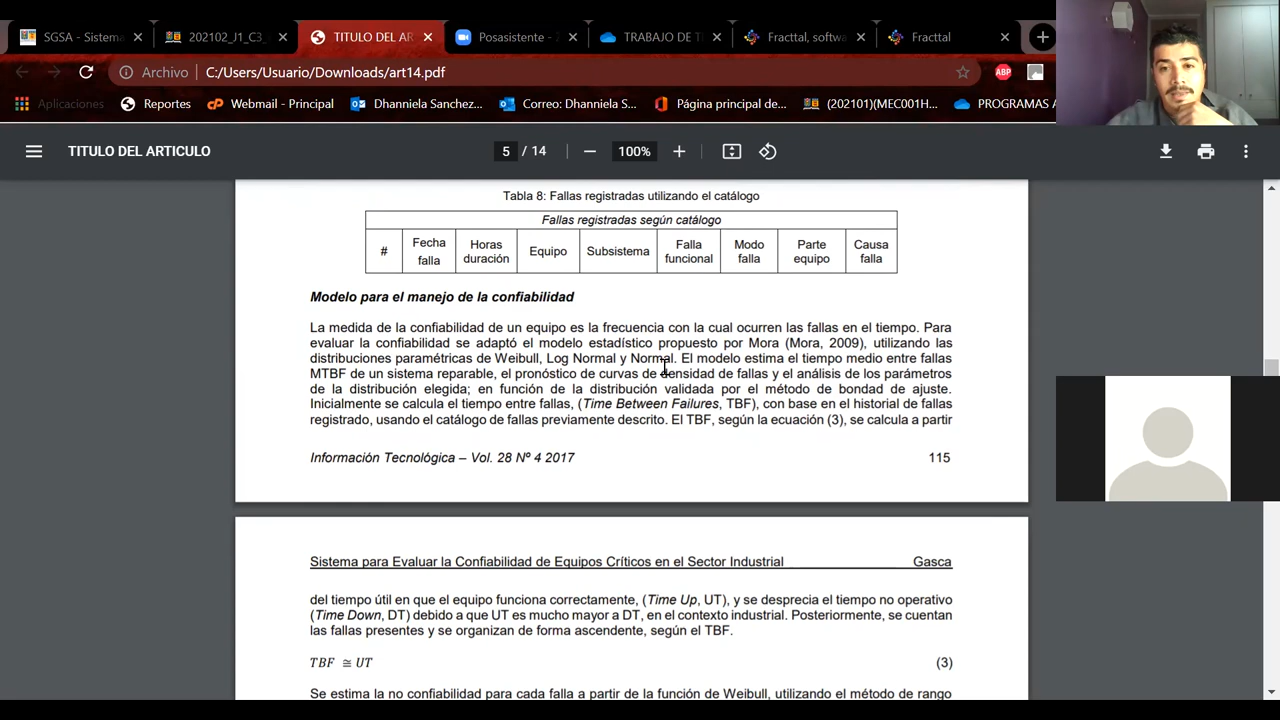 SGSA - Sistema
202102_J1_C3_
TITULO DEL AR
Posasistente -
TRABAJO DE T
Fracttal, softwa
Fracttal
Archivo C:/Users/Usuario/Downloads/art14.pdf
ABP
Aplicaciones
Reportes
Webmail - Principal
Dhanniela Sanchez...
Correo: Dhanniela S...
Página principal de...
(202101)(MEC001H...
PROGRAMAS A
TITULO DEL ARTICULO
5 / 14
100%
Tabla 8: Fallas registradas utilizando el catálogo
Fallas registradas según catálogo
#
Fecha
falla
Horas
duración
Equipo
Subsistema
Falla
funcional
Modo
falla
Parte
equipo
Causa
falla
Modelo para el manejo de la confiabilidad
La medida de la confiabilidad de un equipo es la frecuencia con la cual ocurren las fallas en el tiempo. Para
evaluar la confiabilidad se adaptó el modelo estadístico propuesto por Mora (Mora, 2009), utilizando las
distribuciones paramétricas de Weibull, Log Normal y Normal. El modelo estima el tiempo medio entre fallas
MTBF de un sistema reparable, el pronóstico de curvas de densidad de fallas y el análisis de los parámetros
de la distribución elegida; en función de la distribución validada por el método de bondad de ajuste.
Inicialmente se calcula el tiempo entre fallas, (Time Between Failures, TBF), con base en el historial de fallas
registrado, usando el catálogo de fallas previamente descrito. El TBF, según la ecuación (3), se calcula a partir
Información Tecnológica – Vol. 28 Nº 4 2017 115
Sistema para Evaluar la Confiabilidad de Equipos Críticos en el Sector Industrial Gasca
del tiempo útil en que el equipo funciona correctamente, (Time Up, UT), y se desprecia el tiempo no operativo
(Time Down, DT) debido a que UT es mucho mayor a DT, en el contexto industrial. Posteriormente, se cuentan
las fallas presentes y se organizan de forma ascendente, según el TBF.
TBF ≅ UT (3)
Se estima la no confiabilidad para cada falla a partir de la función de Weibull, utilizando el método de rango